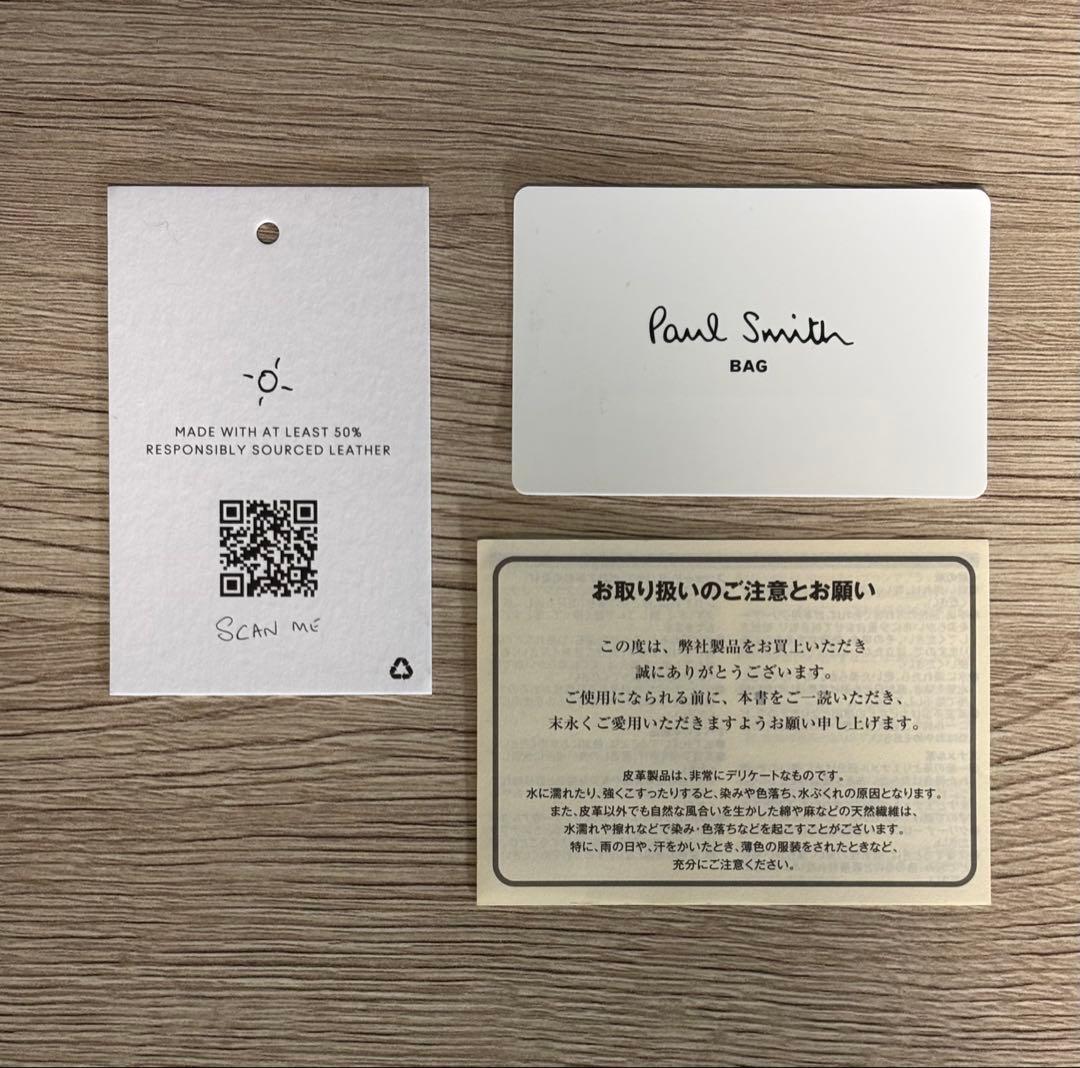 MADE WITH AT LEAST 50%
RESPONSIBLY SOURCED LEATHER
SCAN ME
Paul Smith
BAG
お取り扱いのご注意とお願い
この度は、弊社製品をお買上いただき
誠にありがとうございます。
ご使用になられる前に、本書をご一読いただき、
末永くご愛用いただきますようお願い申し上げます。
皮革製品は、非常にデリケートなものです。
水に濡れたり、強くこすったりすると、染みや色落ち、水ぶくれの原因となります。
また、皮革以外でも自然な風合いを生かした綿や麻などの天然繊維は、
水濡れや擦れなどで染み・色落ちなどを起こすことがございます。
特に、雨の日や、汗をかいたとき、薄色の服装をされたときなど、
充分にご注意ください。